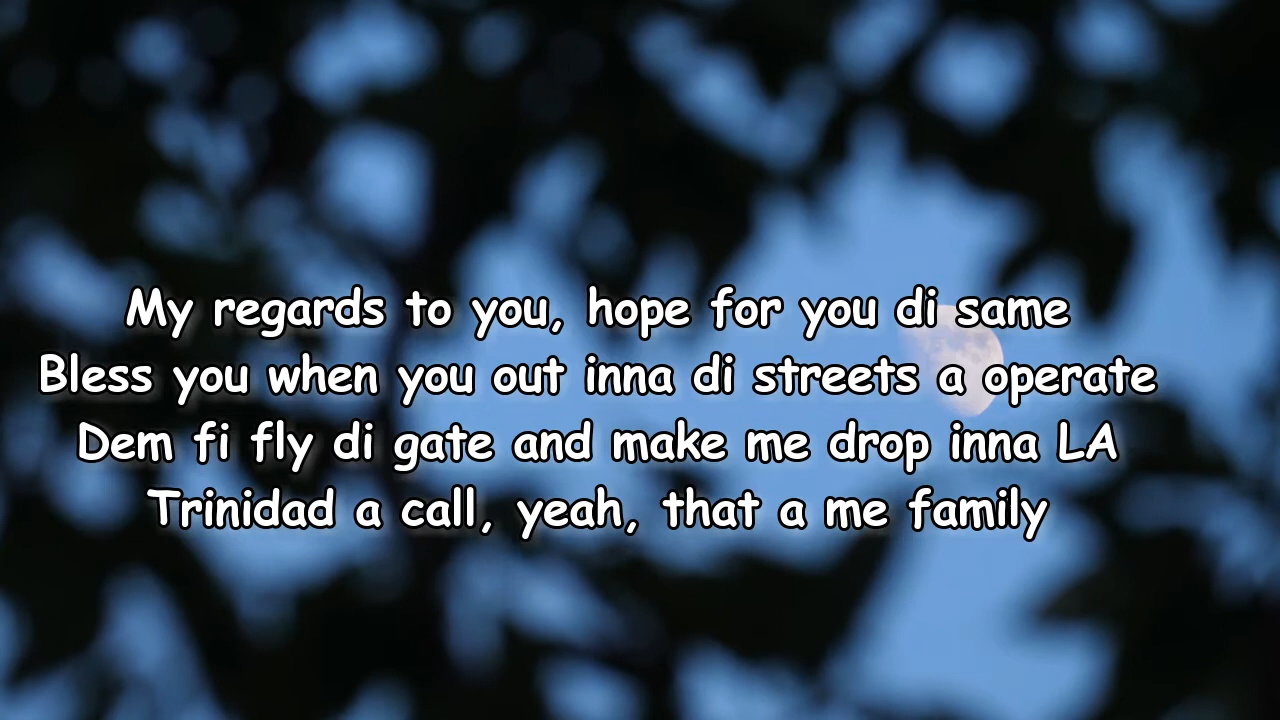 My regards to you, hope for you di same
Bless you when you out inna di streets a operate
Dem fi fly di gate and make me drop inna LA
Trinidad a call, yeah, that a me family